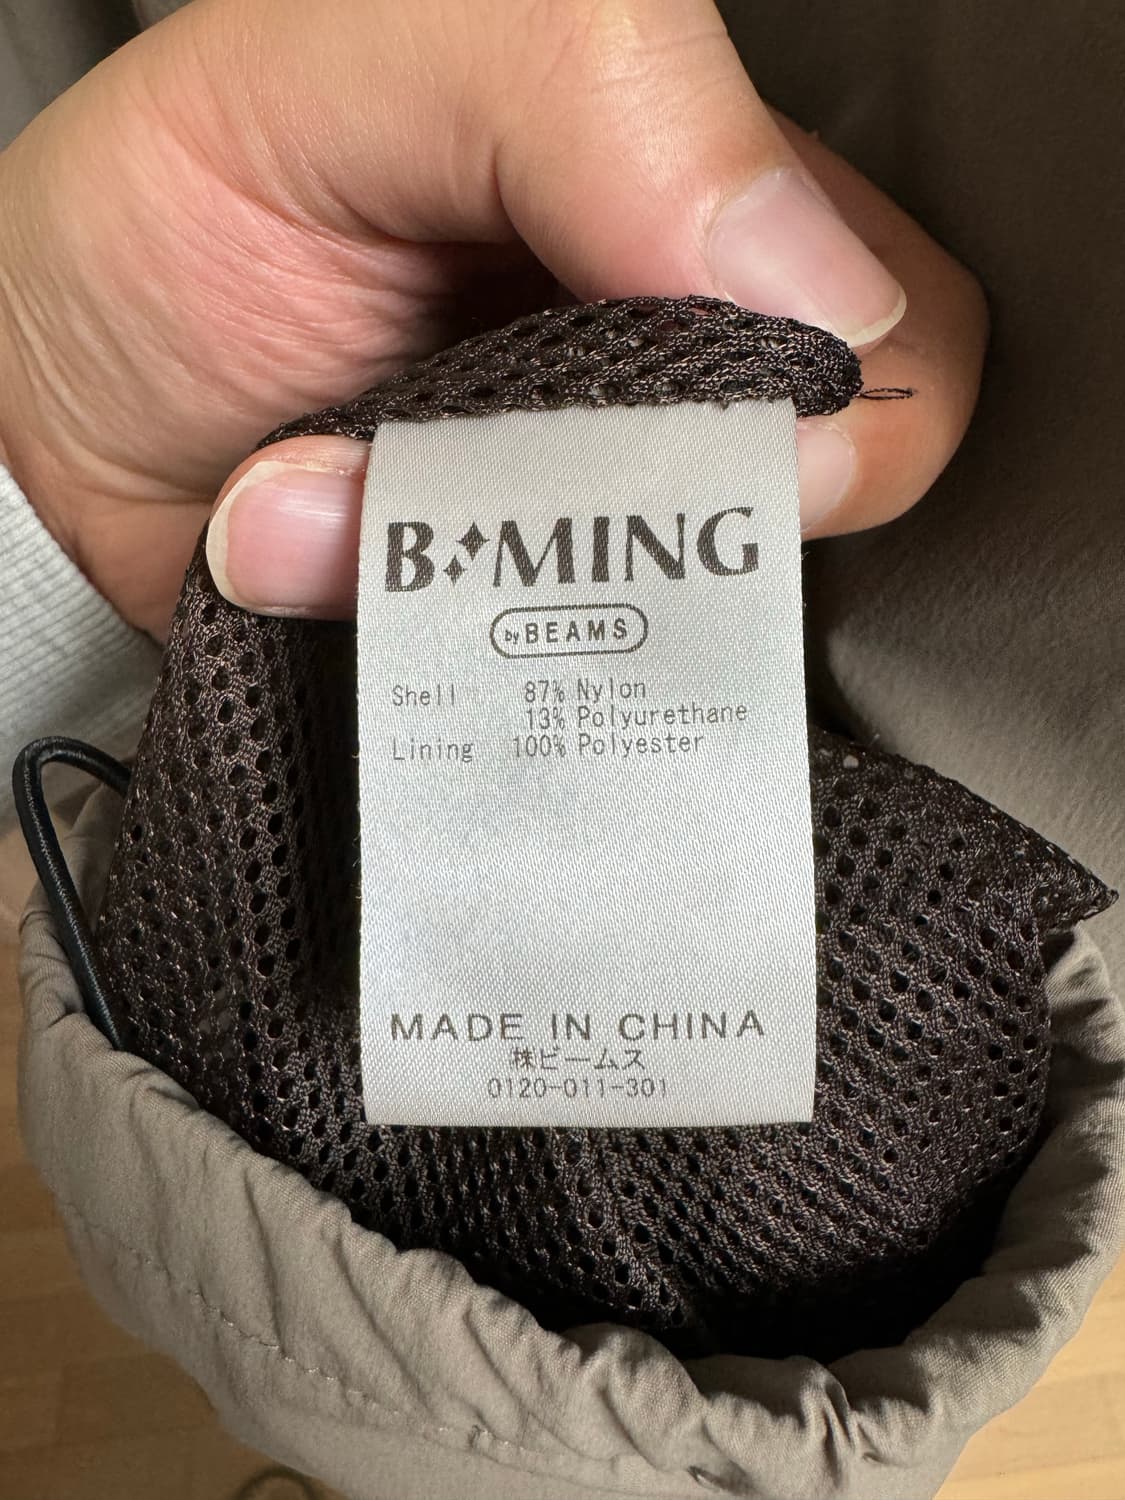 B MING
by BEAMS
Shell 87% Nylon
13% Polyurethane
Lining 100% Polyester
MADE IN CHINA
㈱ビームス
0120-011-301